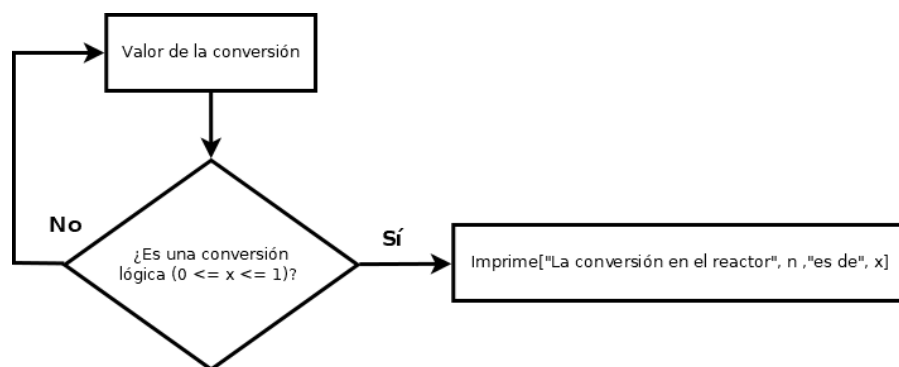 Valor de la conversión
No
¿Es una conversión
lógica (0 <= x <= 1)?
Sí
Imprime["La conversión en el reactor", n ,"es de", x]